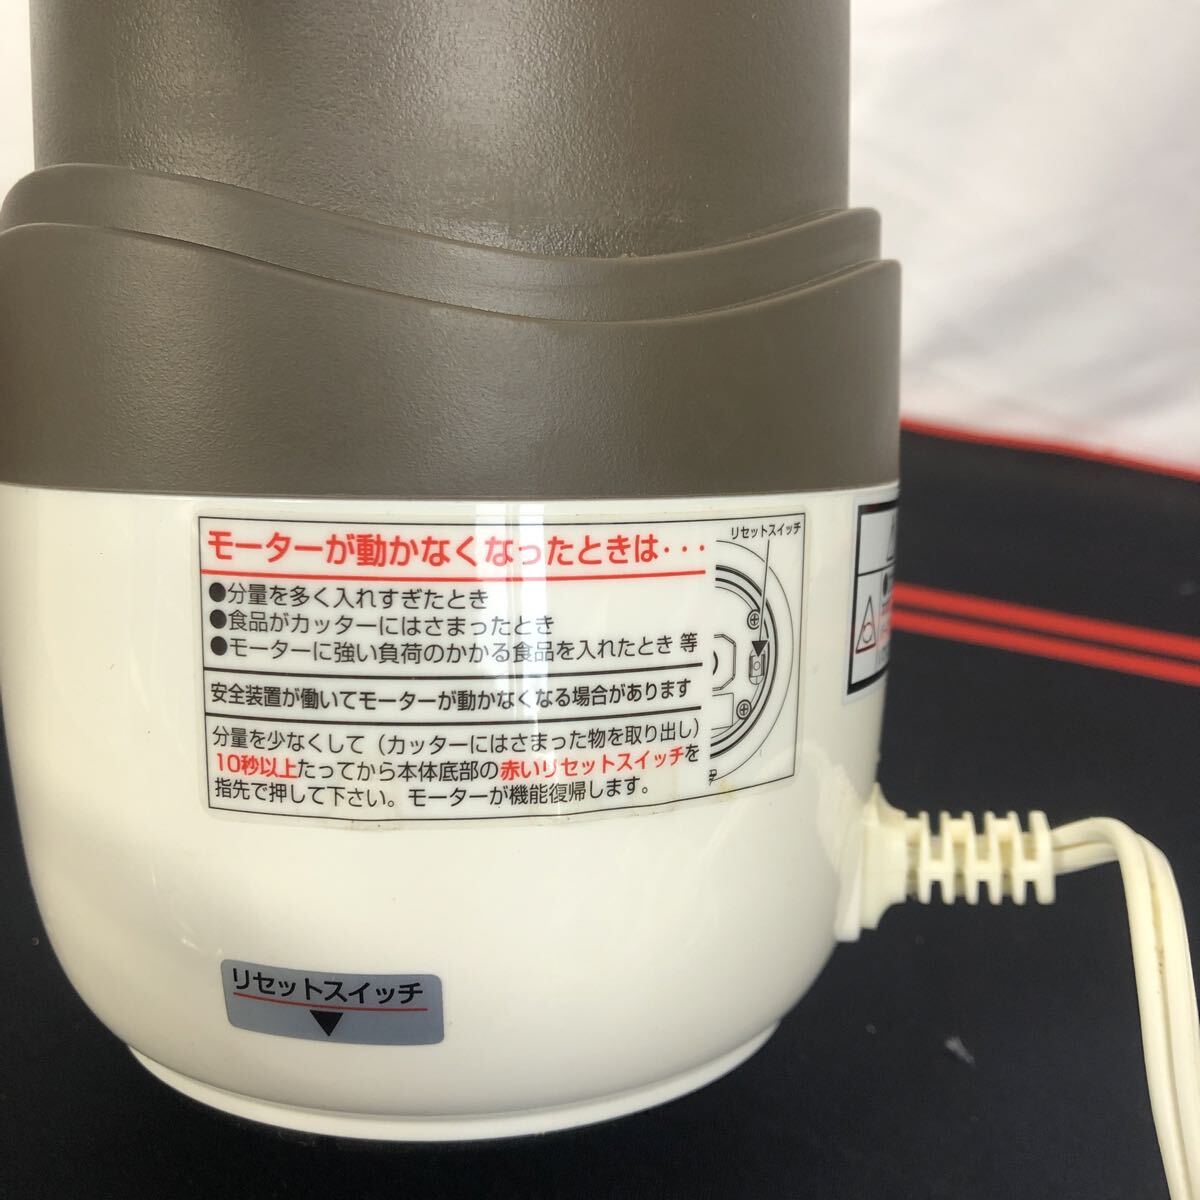 モーターが動かなくなったときは・・・
●分量を多く入れすぎたとき
●食品がカッターにはさまったとき
●モーターに強い負荷のかかる食品を入れたとき 等
安全装置が働いてモーターが動かなくなる場合があります
分量を少なくして（カッターにはさまった物を取り出し）
10秒以上たってから本体底部の赤いリセットスイッチを
指先で押して下さい。モーターが機能復帰します。
リセットスイッチ
リセットスイッチ
▼